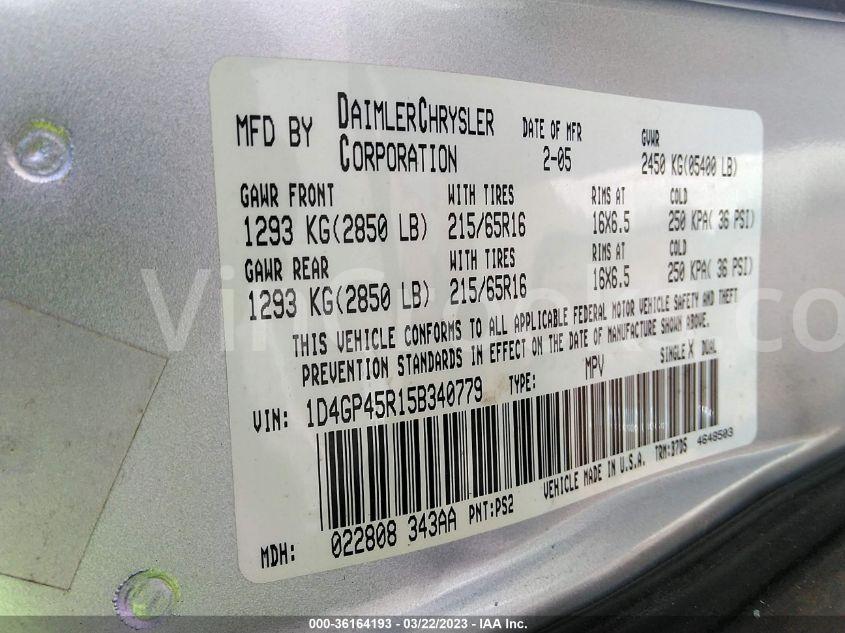 MFD BY DAIMLERCHRYSLER CORPORATION DATE OF MFR 2-05 GVWR 2450 KG(05400 LB)
GAWR FRONT WITH TIRES RIMS AT COLD
1293 KG(2850 LB) 215/65R16 16X6.5 250 KPA( 36 PSI)
GAWR REAR WITH TIRES RIMS AT COLD
1293 KG(2850 LB) 215/65R16 16X6.5 250 KPA( 36 PSI)
THIS VEHICLE CONFORMS TO ALL APPLICABLE FEDERAL MOTOR VEHICLE SAFETY AND THEFT
PREVENTION STANDARDS IN EFFECT ON THE DATE OF MANUFACTURE SHOWN ABOVE.
VIN: 1D4GP45R15B340779 TYPE: MPV SINGLE X DUAL
VEHICLE MADE IN U.S.A. TRM:37DS 4648503
MDH: 022808 343AA PNT:PS2
000-36164193 - 03/22/2023 - IAA Inc.